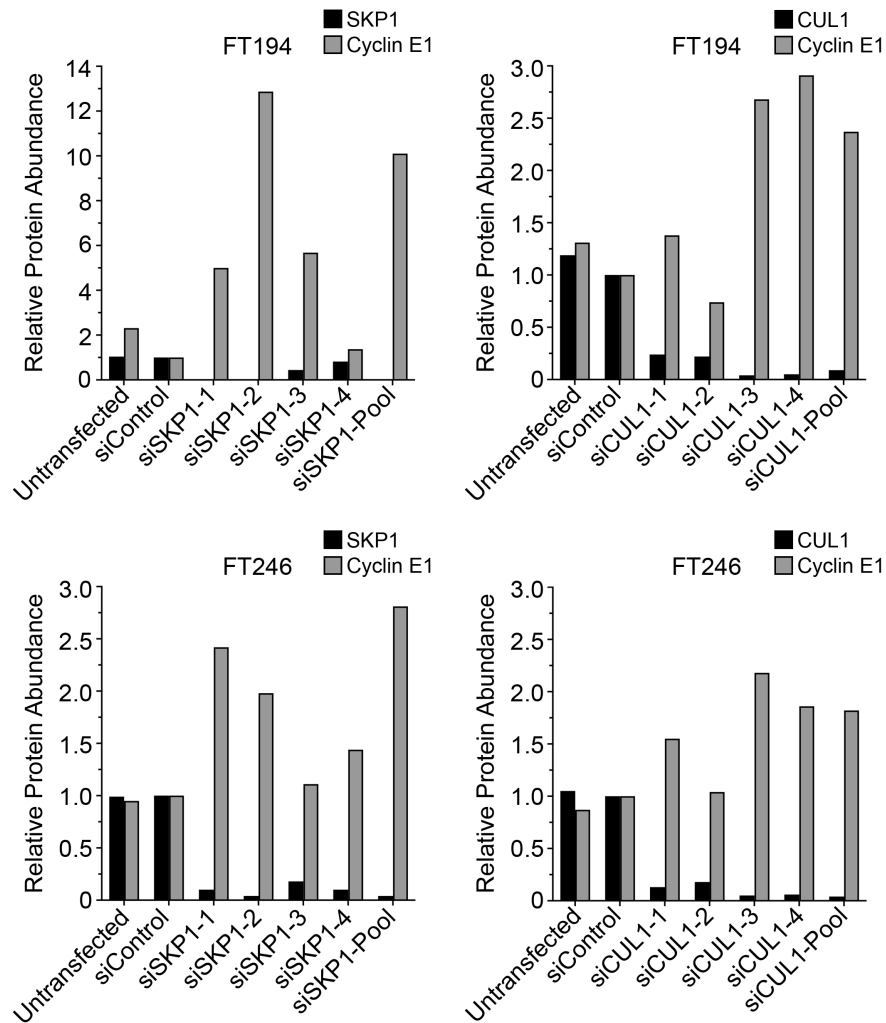 SKP1
FT194 Cyclin E1
Relative Protein Abundance
14
12
10
8
6
4
2
0
Untransfected
siControl
siSKP1-1
siSKP1-2
siSKP1-3
siSKP1-4
siSKP1-Pool
CUL1
FT194 Cyclin E1
Relative Protein Abundance
3.0
2.5
2.0
1.5
1.0
0.5
0
Untransfected
siControl
siCUL1-1
siCUL1-2
siCUL1-3
siCUL1-4
siCUL1-Pool
SKP1
FT246 Cyclin E1
Relative Protein Abundance
3.0
2.5
2.0
1.5
1.0
0.5
0
Untransfected
siControl
siSKP1-1
siSKP1-2
siSKP1-3
siSKP1-4
siSKP1-Pool
CUL1
FT246 Cyclin E1
Relative Protein Abundance
3.0
2.5
2.0
1.5
1.0
0.5
0
Untransfected
siControl
siCUL1-1
siCUL1-2
siCUL1-3
siCUL1-4
siCUL1-Pool